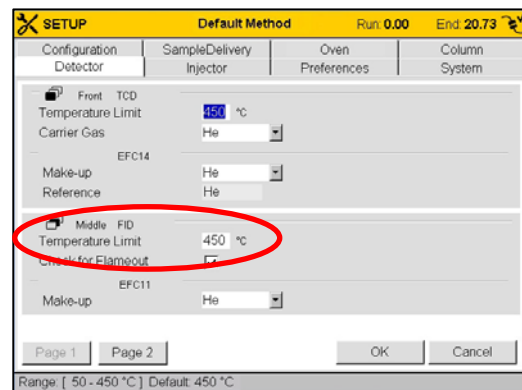 SETUP Default Method Run: 0.00 End: 20.73
Configuration SampleDelivery Oven Column
Detector Injector Preferences System
Front TCD
Temperature Limit 450 °C
Carrier Gas He
EFC14
Make-up He
Reference He
Middle FID
Temperature Limit 450 °C
Check for Flameout
EFC11
Make-up He
Page 1 Page 2 OK Cancel
Range: [ 50 - 450 °C ] Default: 450 °C